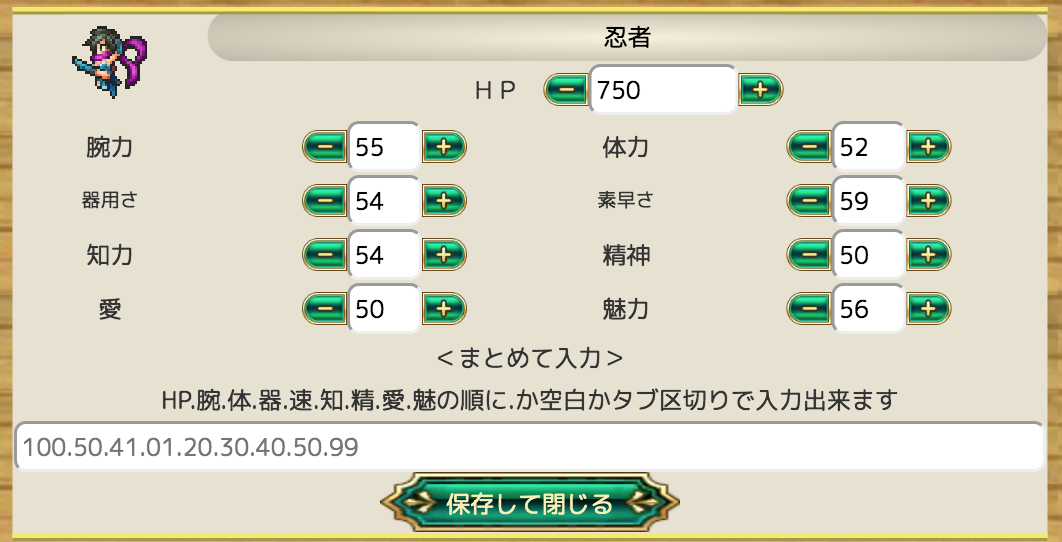 忍者
ＨＰ － 750 +
腕力 － 55 + 体力 － 52 +
器用さ － 54 + 素早さ － 59 +
知力 － 54 + 精神 － 50 +
愛 － 50 + 魅力 － 56 +
＜まとめて入力＞
HP.腕.体.器.速.知.精.愛.魅の順に.か空白かタブ区切りで入力出来ます
100.50.41.01.20.30.40.50.99
保存して閉じる